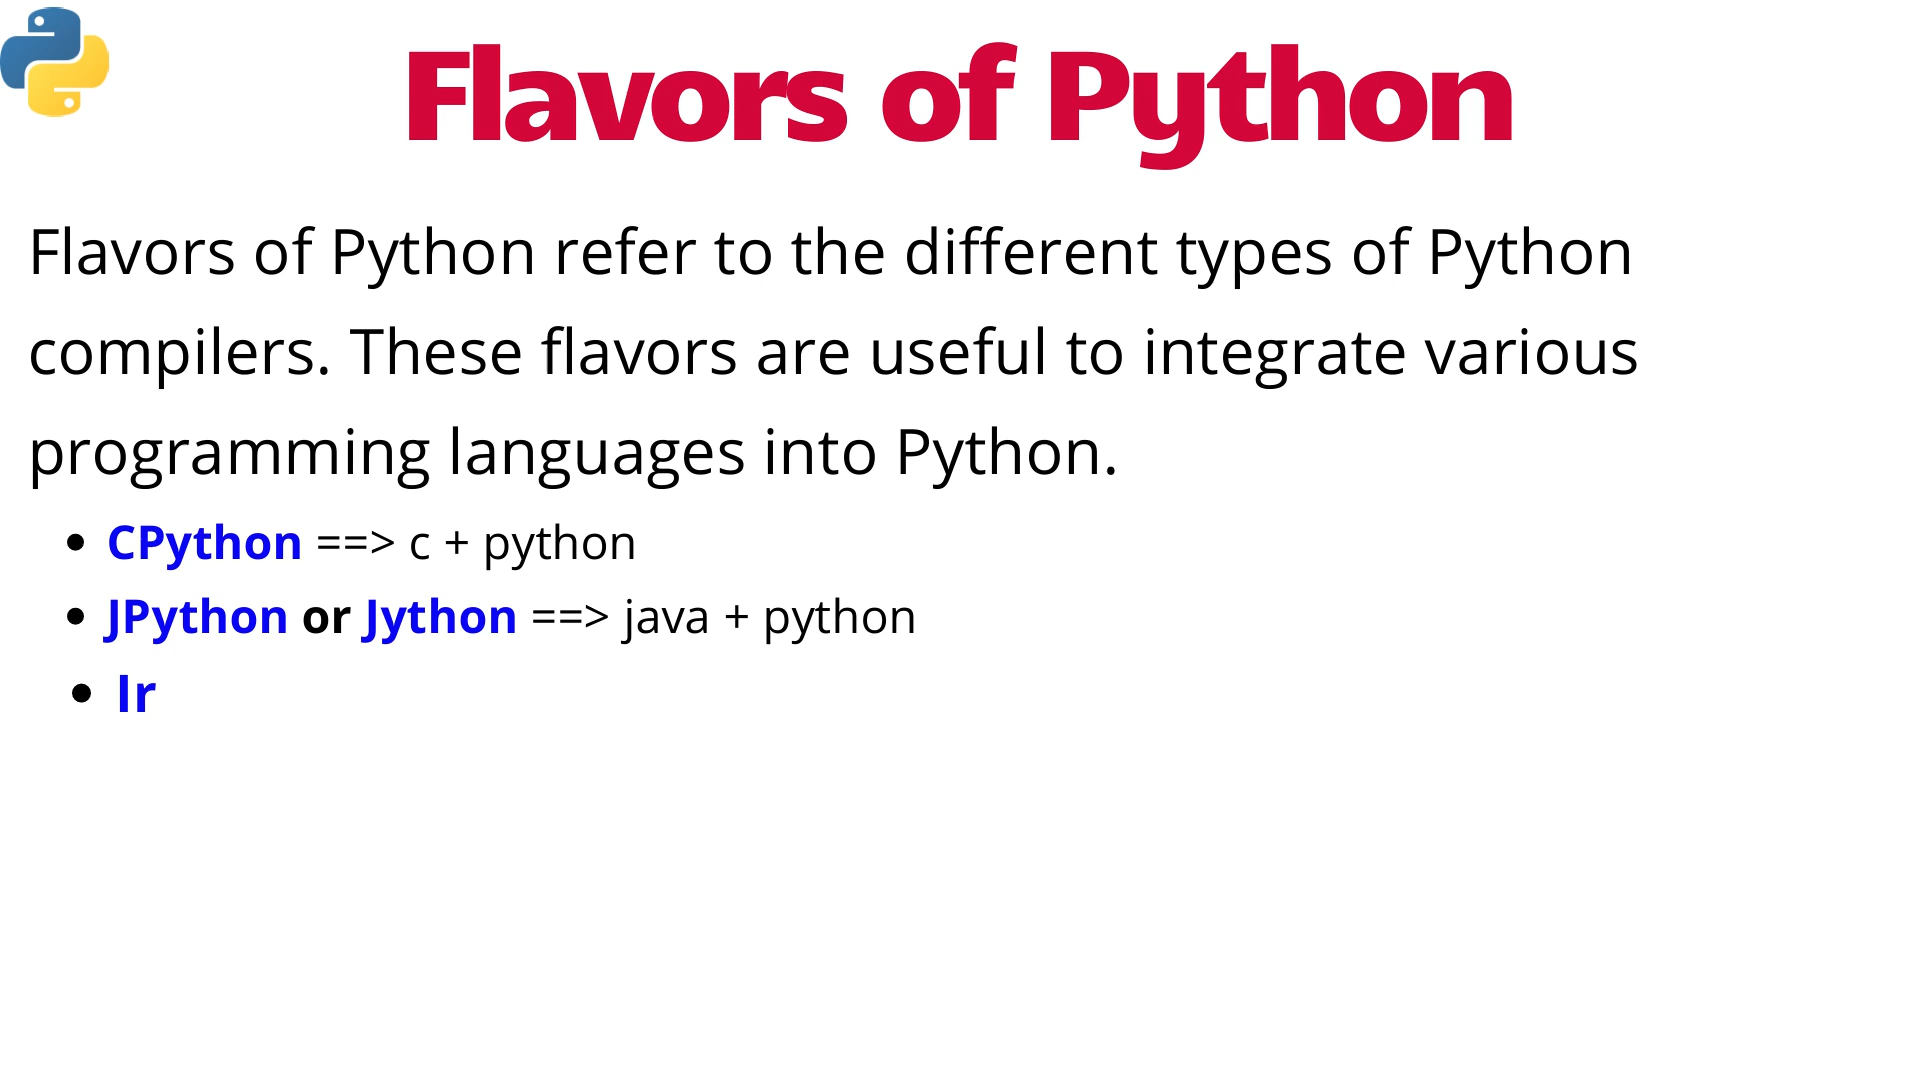 Flavors of Python
Flavors of Python refer to the different types of Python
compilers. These flavors are useful to integrate various
programming languages into Python.
• CPython ==> c + python
• JPython or Jython ==> java + python
• Ir